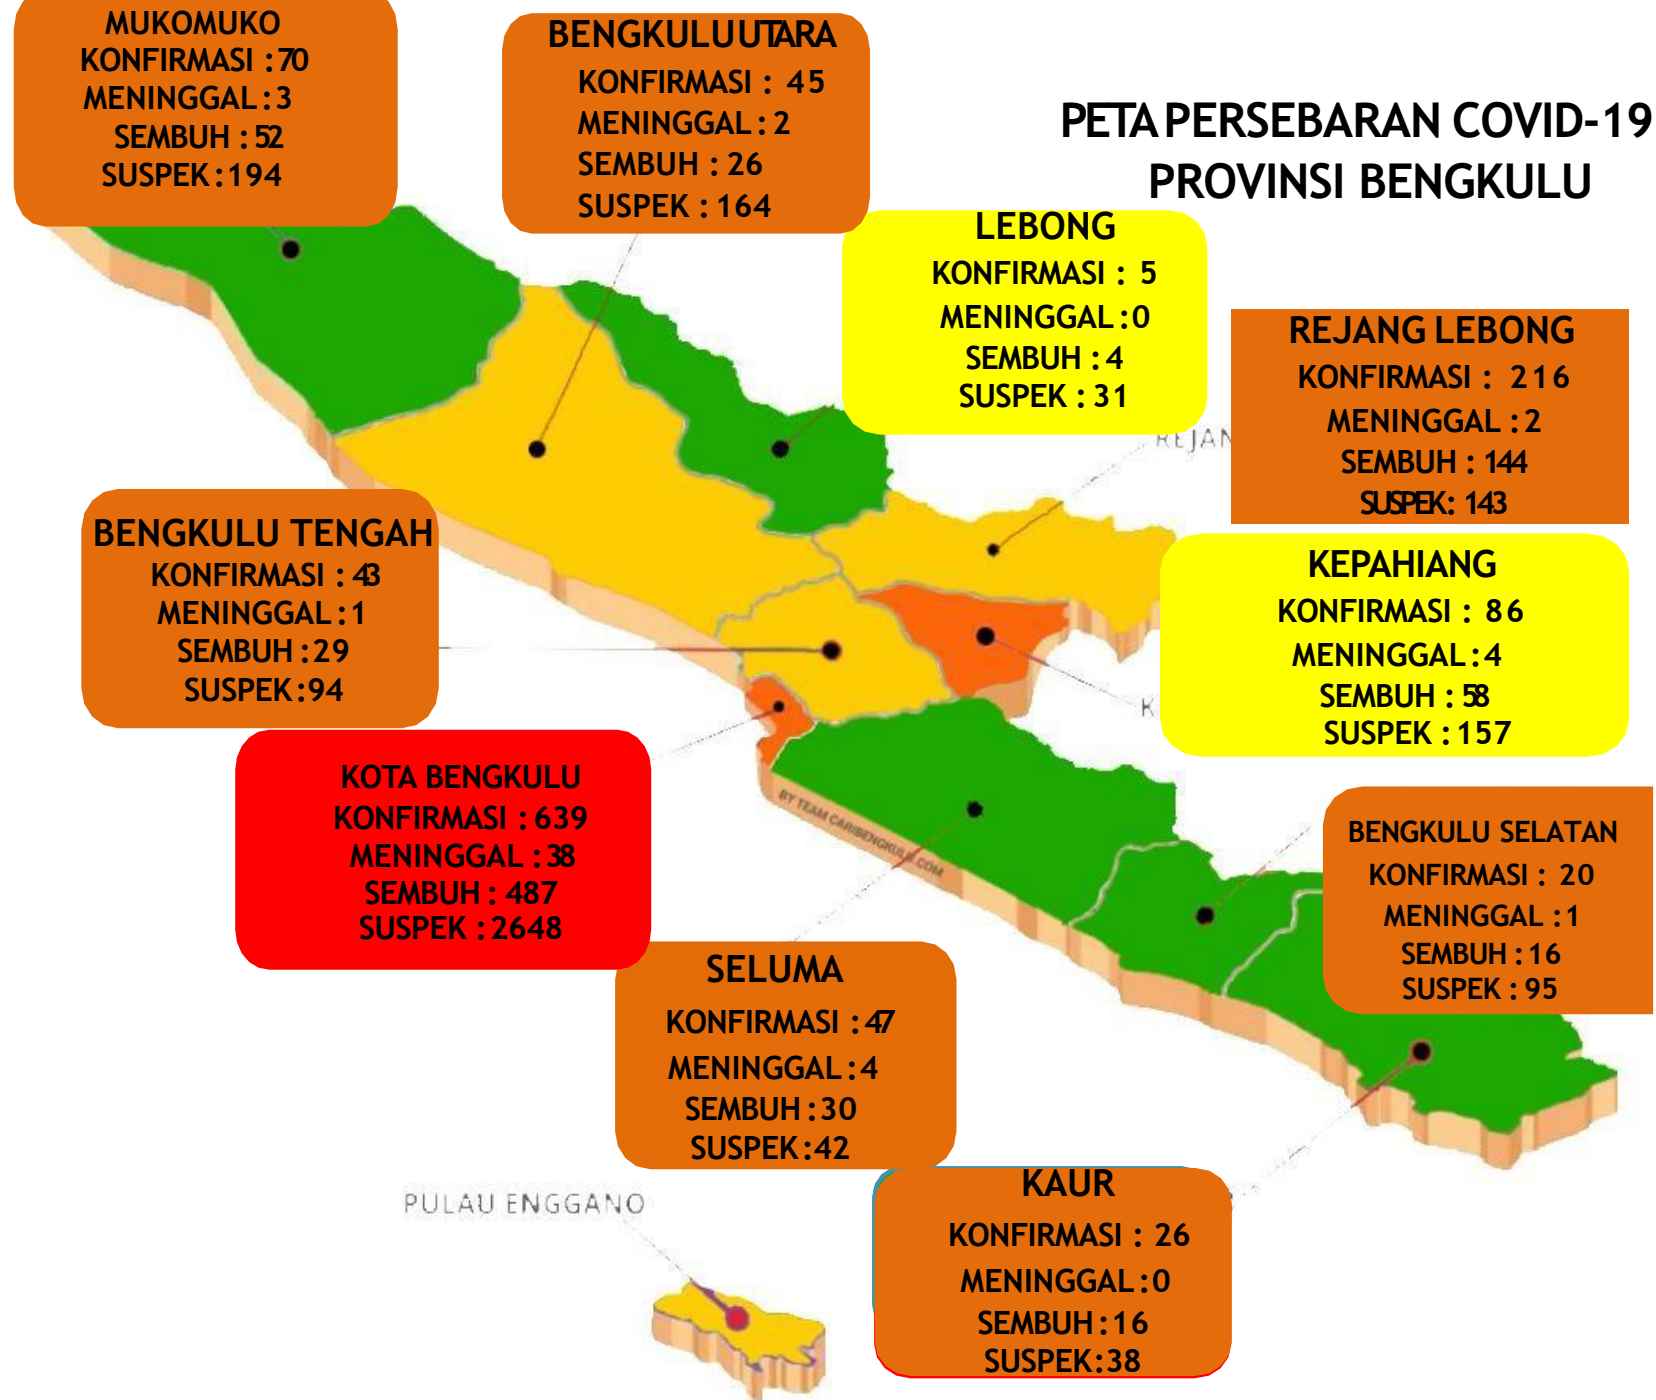 MUKOMUKO
KONFIRMASI : 70
MENINGGAL : 3
SEMBUH : 52
SUSPEK : 194
BENGKULU UTARA
KONFIRMASI : 45
MENINGGAL : 2
SEMBUH : 26
SUSPEK : 164
PETA PERSEBARAN COVID-19
PROVINSI BENGKULU
LEBONG
KONFIRMASI : 5
MENINGGAL : 0
SEMBUH : 4
SUSPEK : 31
REJAN
REJANG LEBONG
KONFIRMASI : 216
MENINGGAL : 2
SEMBUH : 144
SUSPEK : 143
BENGKULU TENGAH
KONFIRMASI : 43
MENINGGAL : 1
SEMBUH : 29
SUSPEK : 94
K
KEPAHIANG
KONFIRMASI : 86
MENINGGAL : 4
SEMBUH : 58
SUSPEK : 157
KOTA BENGKULU
KONFIRMASI : 639
MENINGGAL : 38
SEMBUH : 487
SUSPEK : 2648
BY TEAM CARIBENGKULU.COM
BENGKULU SELATAN
KONFIRMASI : 20
MENINGGAL : 1
SEMBUH : 16
SUSPEK : 95
SELUMA
KONFIRMASI : 47
MENINGGAL : 4
SEMBUH : 30
SUSPEK : 42
KAUR
KONFIRMASI : 26
MENINGGAL : 0
SEMBUH : 16
SUSPEK : 38
PULAU ENGGANO